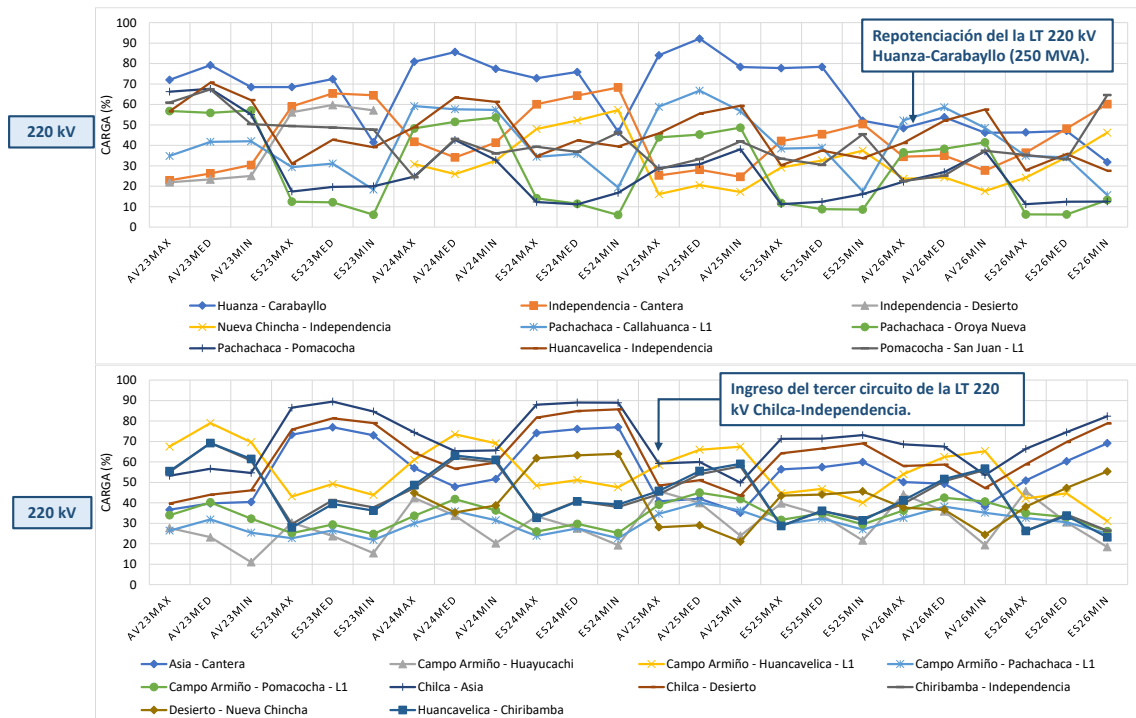 100
90
80
70
60
50
40
30
20
10
0
CARGA (%)
220 kV
Repotenciación del la LT 220 kV
Huanza-Carabayllo (250 MVA).
AV23MAX
AV23MED
AV23MIN
ES23MAX
ES23MED
ES23MIN
AV24MAX
AV24MED
AV24MIN
ES24MAX
ES24MED
ES24MIN
AV25MAX
AV25MED
AV25MIN
ES25MAX
ES25MED
ES25MIN
AV26MAX
AV26MED
AV26MIN
ES26MAX
ES26MED
ES26MIN
Huanza - Carabayllo
Independencia - Cantera
Independencia - Desierto
Nueva Chincha - Independencia
Pachachaca - Callahuanca - L1
Pachachaca - Oroya Nueva
Pachachaca - Pomacocha
Huancavelica - Independencia
Pomacocha - San Juan - L1
100
90
80
70
60
50
40
30
20
10
0
CARGA (%)
220 kV
Ingreso del tercer circuito de la LT 220
kV Chilca-Independencia.
AV23MAX
AV23MED
AV23MIN
ES23MAX
ES23MED
ES23MIN
AV24MAX
AV24MED
AV24MIN
ES24MAX
ES24MED
ES24MIN
AV25MAX
AV25MED
AV25MIN
ES25MAX
ES25MED
ES25MIN
AV26MAX
AV26MED
AV26MIN
ES26MAX
ES26MED
ES26MIN
Asia - Cantera
Campo Armiño - Huayucachi
Campo Armiño - Huancavelica - L1
Campo Armiño - Pachachaca - L1
Campo Armiño - Pomacocha - L1
Chilca - Asia
Chilca - Desierto
Chiribamba - Independencia
Desierto - Nueva Chincha
Huancavelica - Chiribamba